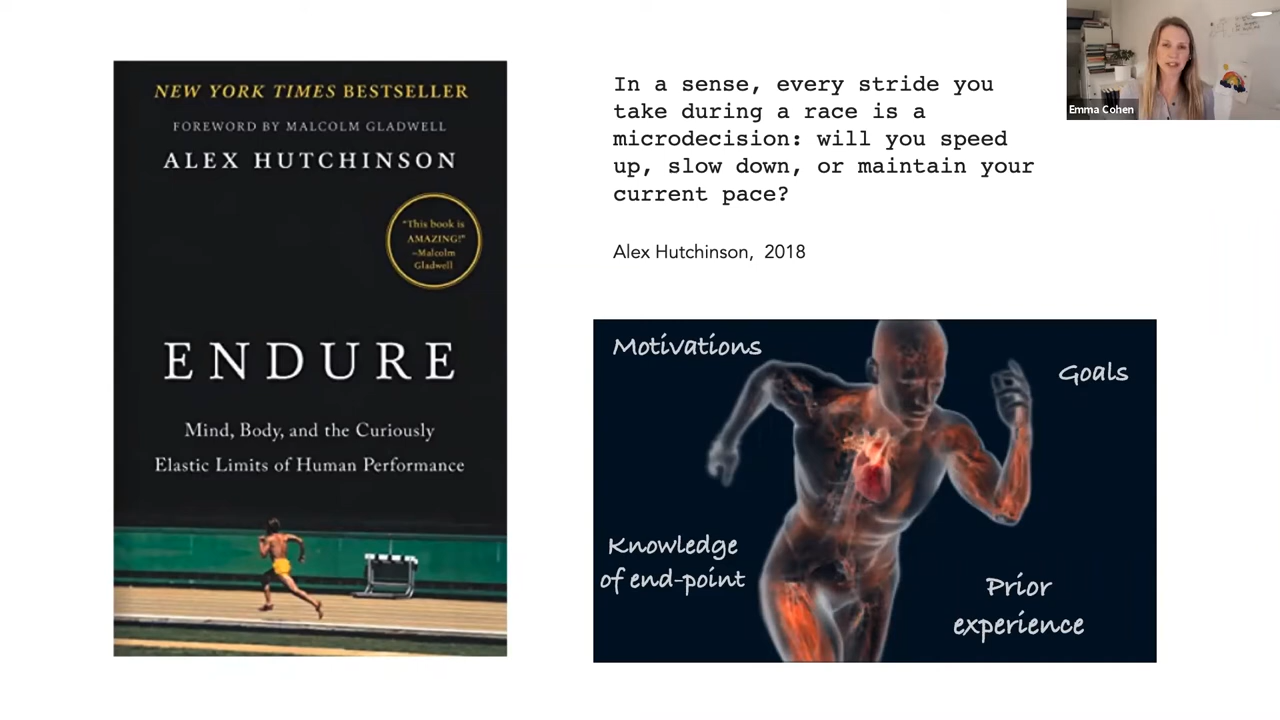 NEW YORK TIMES BESTSELLER
FOREWORD BY MALCOLM GLADWELL
ALEX HUTCHINSON
"This book is
AMAZING!"
–Malcolm
Gladwell
ENDURE
Mind, Body, and the Curiously
Elastic Limits of Human Performance
In a sense, every stride you
take during a race is a
microdecision: will you speed
up, slow down, or maintain your
current pace?
Alex Hutchinson, 2018
Motivations
Goals
Knowledge
of end-point
Prior
experience
Emma Cohen